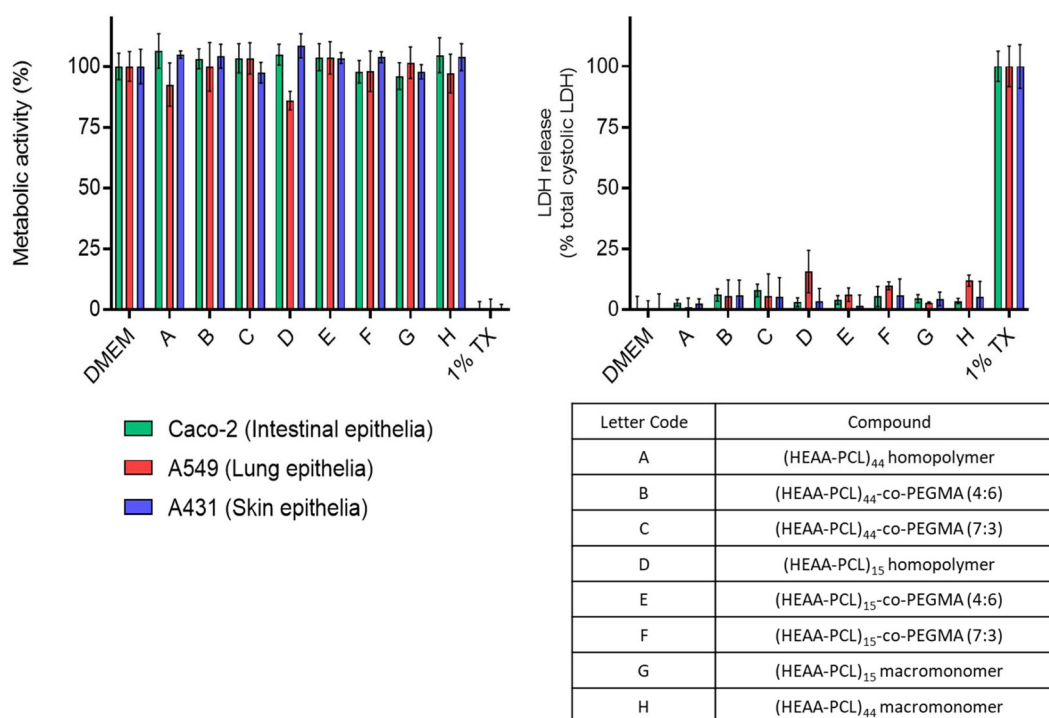 Metabolic activity (%)
100
75
50
25
0
DMEM
A
B
C
D
E
F
G
H
1% TX
LDH release
(% total cystolic LDH)
100
75
50
25
0
DMEM
A
B
C
D
E
F
G
H
1% TX
Caco-2 (Intestinal epithelia)
A549 (Lung epithelia)
A431 (Skin epithelia)
Letter Code Compound
A (HEAA-PCL)₄₄ homopolymer
B (HEAA-PCL)₄₄-co-PEGMA (4:6)
C (HEAA-PCL)₄₄-co-PEGMA (7:3)
D (HEAA-PCL)₁₅ homopolymer
E (HEAA-PCL)₁₅-co-PEGMA (4:6)
F (HEAA-PCL)₁₅-co-PEGMA (7:3)
G (HEAA-PCL)₁₅ macromonomer
H (HEAA-PCL)₄₄ macromonomer